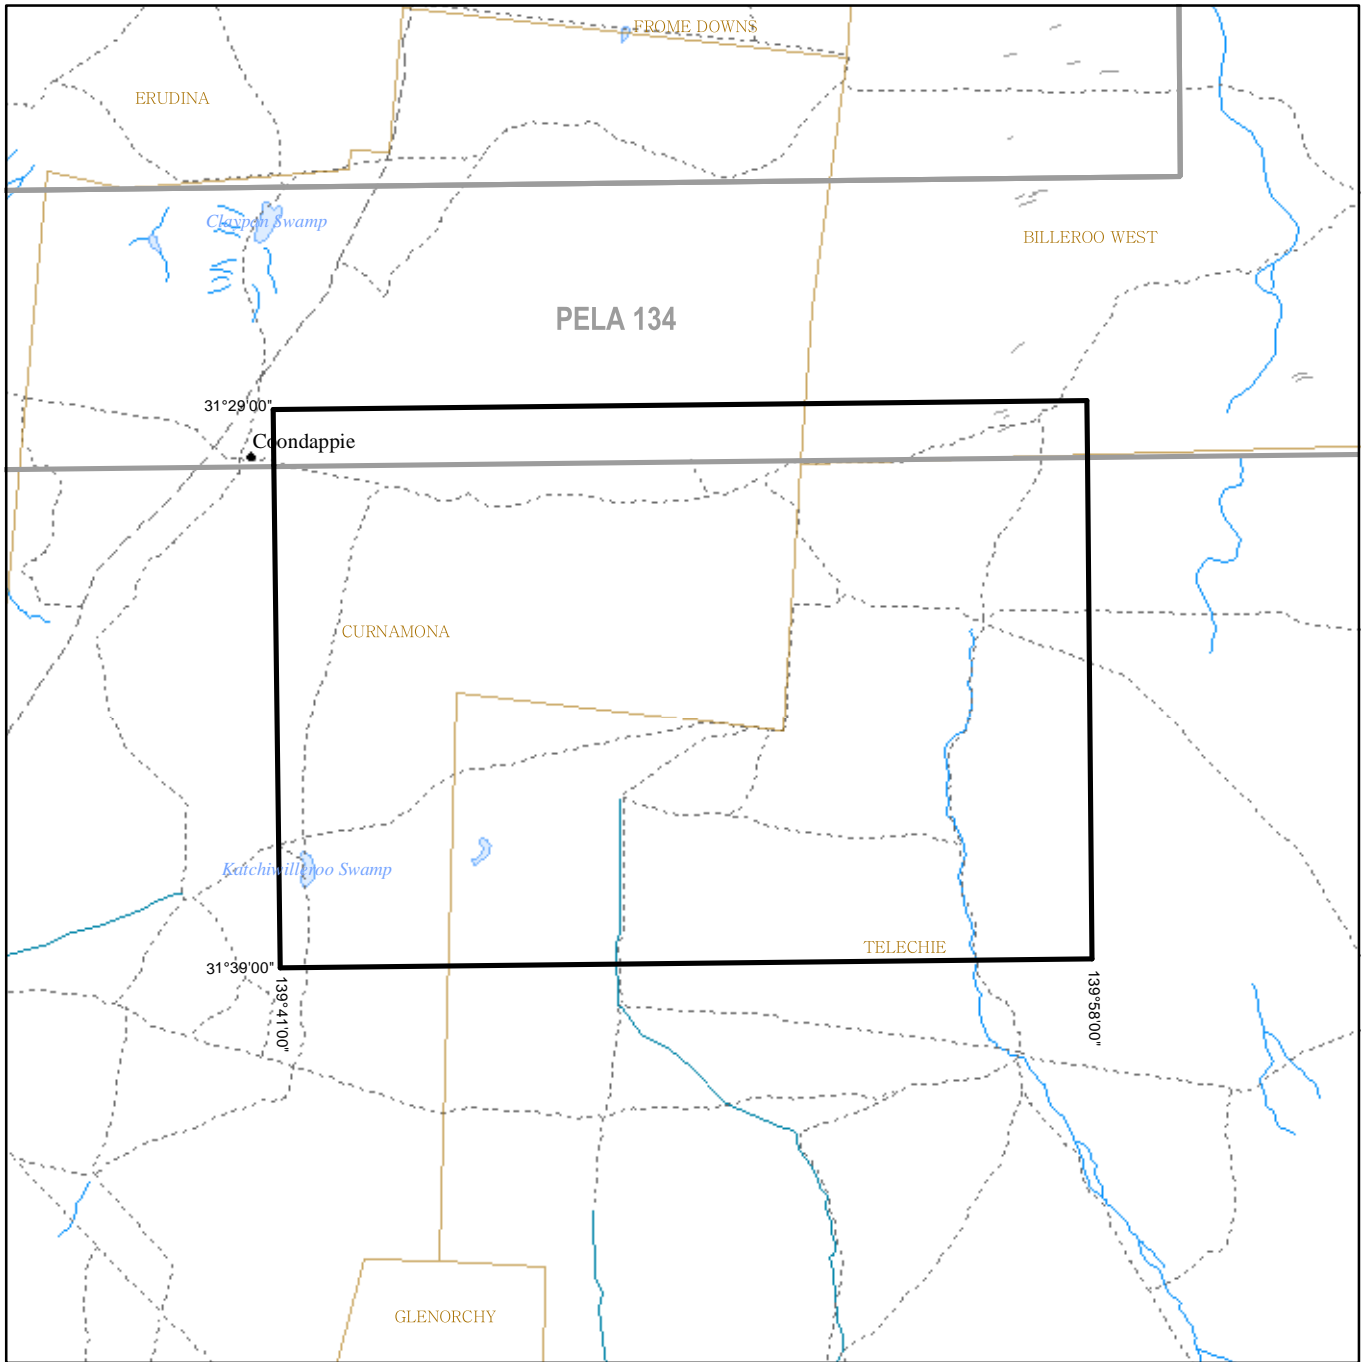 FROME DOWNS
ERUDINA
Claypan Swamp
BILLEROO WEST
PELA 134
31°29'00"
Coondappie
CURNAMONA
Katchiwilleroo Swamp
TELECHIE
31°39'00"
139°41'00"
139°58'00"
GLENORCHY